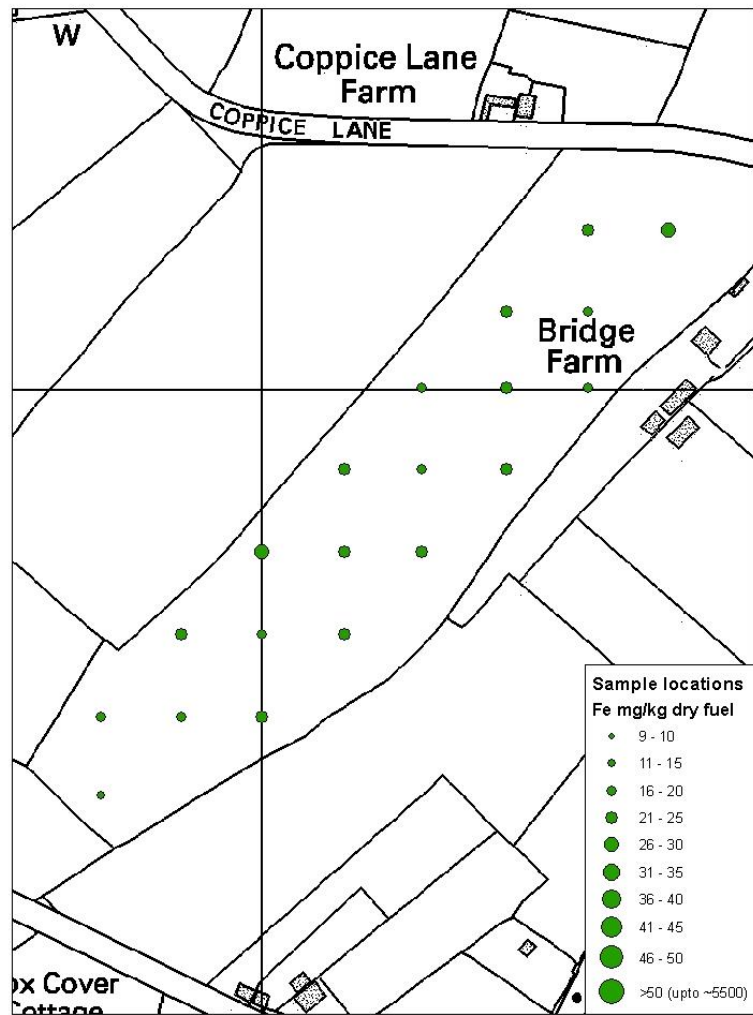 W
Coppice Lane
Farm
COPPICE LANE
Bridge
Farm
Sample locations
Fe mg/kg dry fuel
9 - 10
11 - 15
16 - 20
21 - 25
26 - 30
31 - 35
36 - 40
41 - 45
46 - 50
>50 (upto ~5500)
ox Cover
Cottage